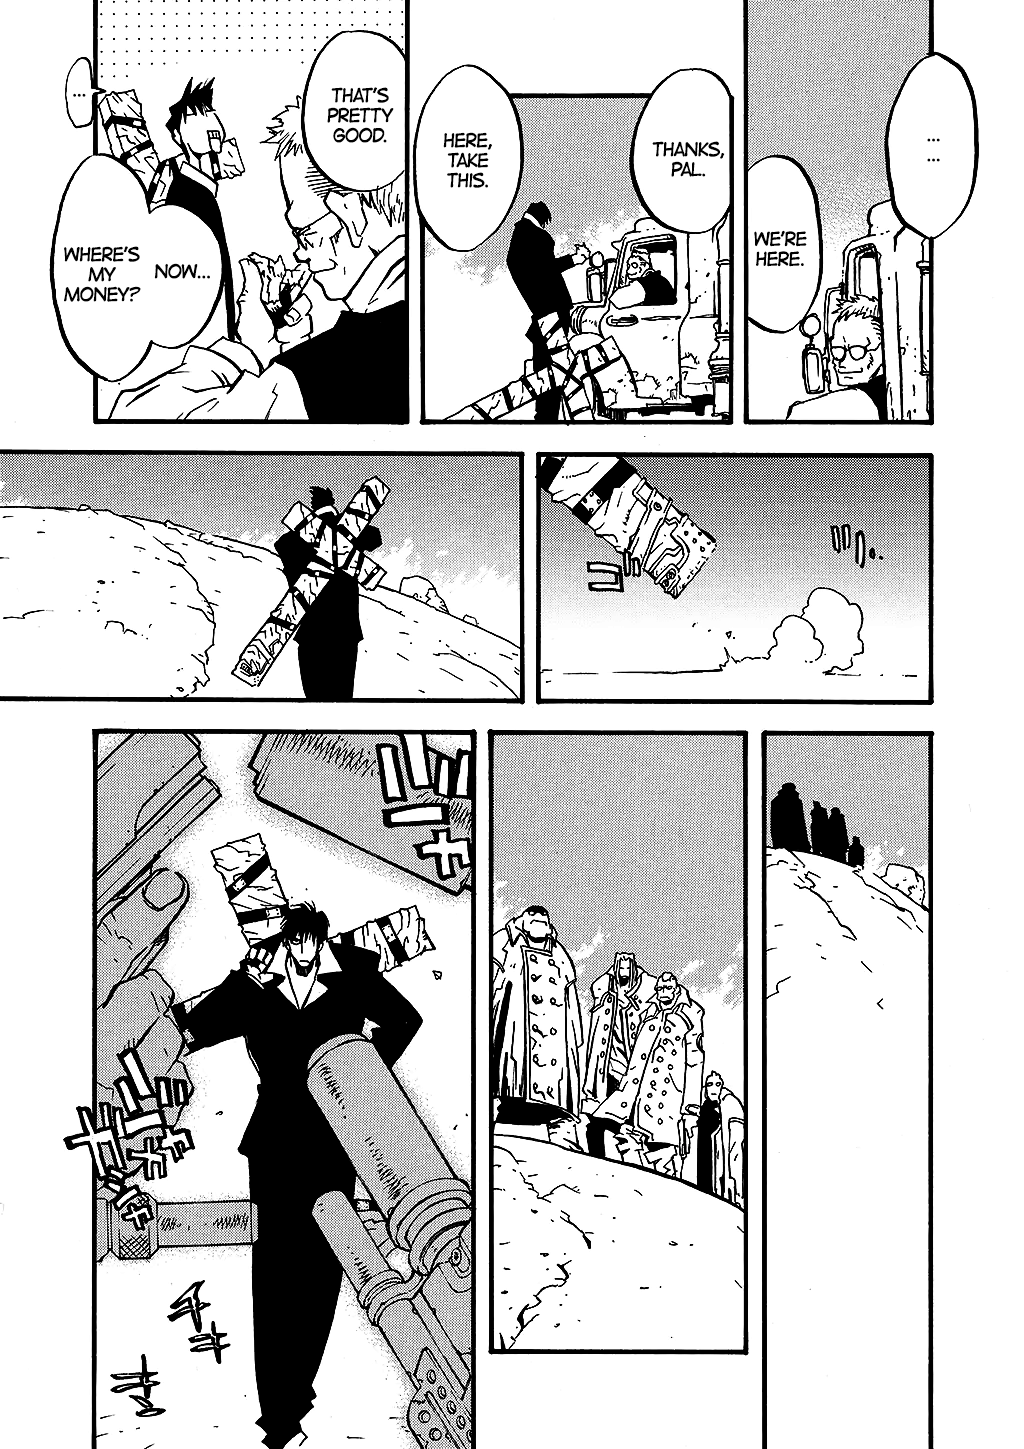 ...
...
WE'RE
HERE.
THANKS,
PAL.
HERE,
TAKE
THIS.
THAT'S
PRETTY
GOOD.
...
NOW...
WHERE'S
MY
MONEY?